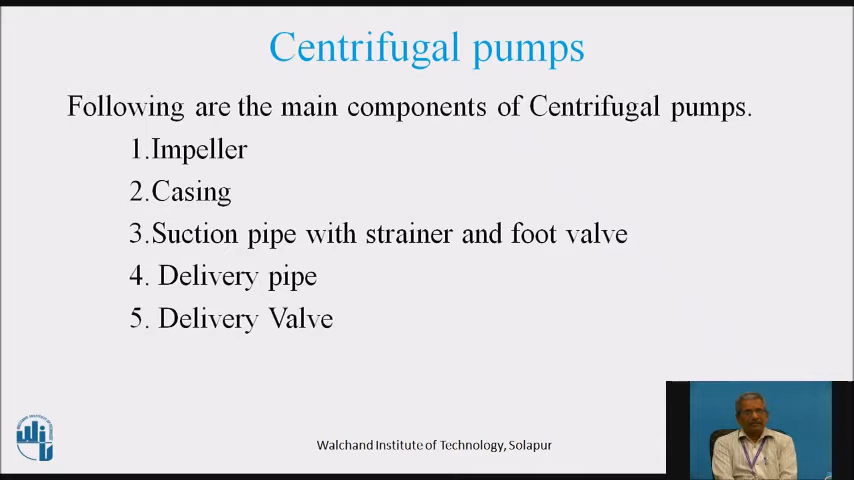 Centrifugal pumps
Following are the main components of Centrifugal pumps.
1.Impeller
2.Casing
3.Suction pipe with strainer and foot valve
4. Delivery pipe
5. Delivery Valve
Walchand Institute of Technology, Solapur